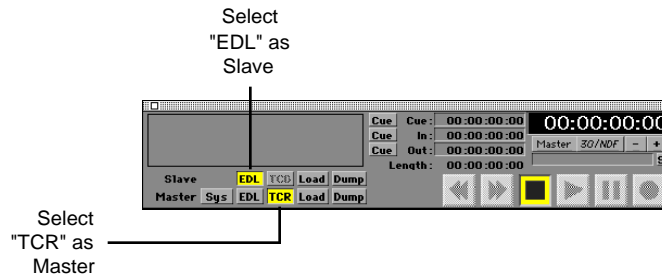 Select
"EDL" as
Slave
Cue Cue: 00:00:00:00 00:00:00:0
Cue In: 00:00:00:00 Master 30/NDF - +
Cue Out: 00:00:00:00
Length: 00:00:00:00
Slave EDL TCG Load Dump
Master Sys EDL TCR Load Dump
Select
"TCR" as
Master